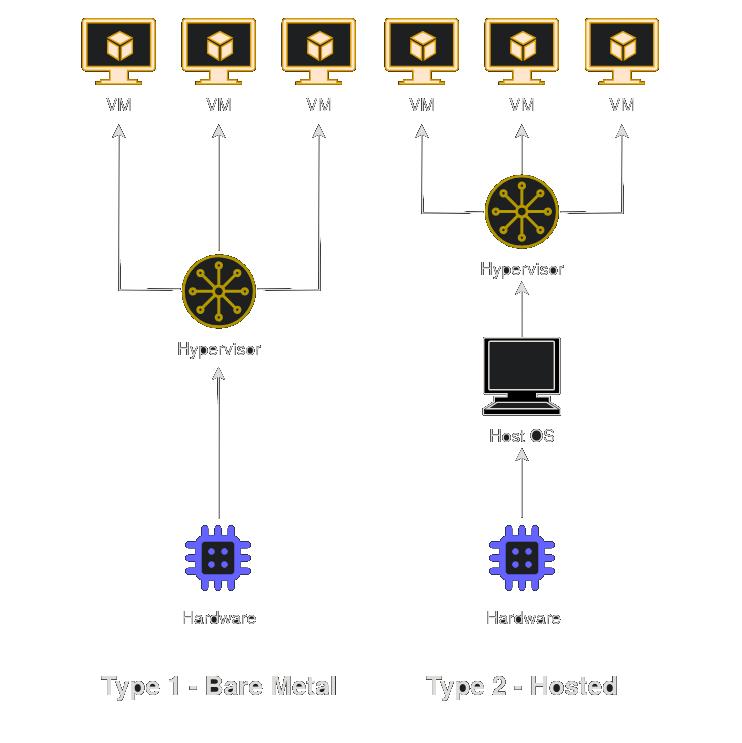 VM VM VM VM VM VM
Hypervisor
Hypervisor
Host OS
Hardware Hardware
Type 1 - Bare Metal Type 2 - Hosted